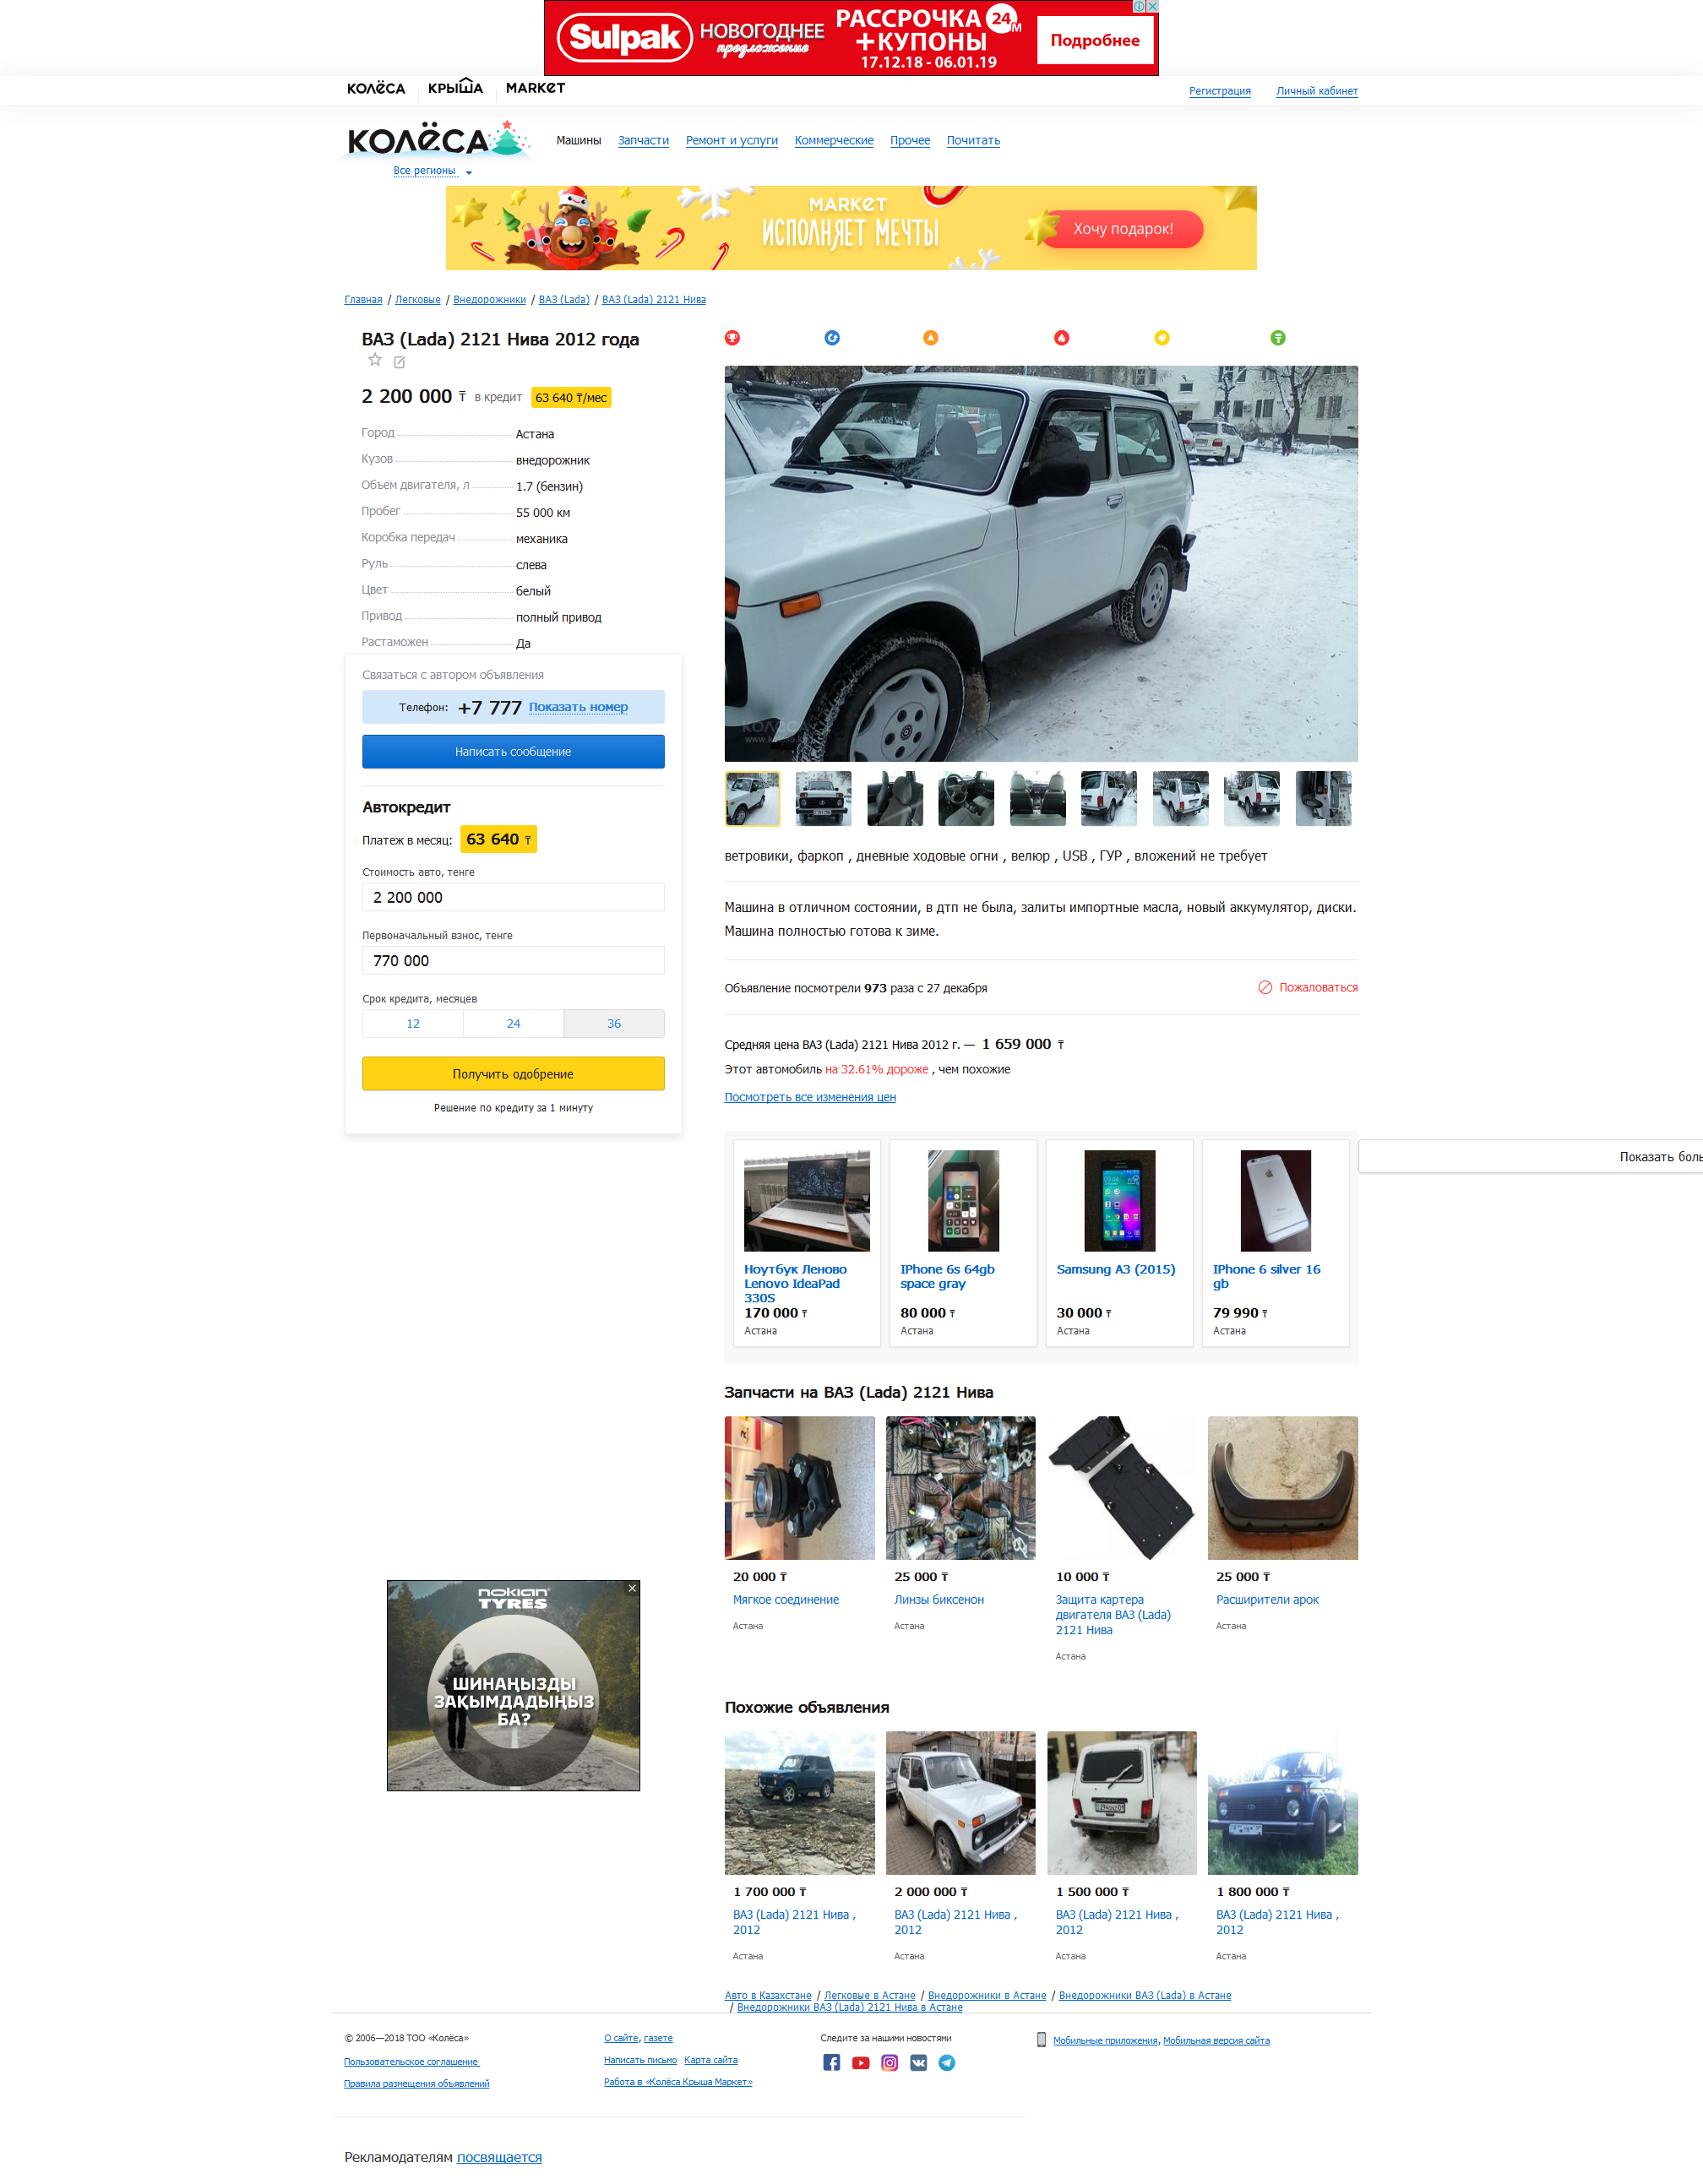 Sulpak
НОВОГОДНЕЕ
предложение
РАССРОЧКА
+КУПОНЫ
24М
17.12.18 - 06.01.19
Подробнее
КОЛЁСА КРЫША MARKET
Регистрация Личный кабинет
КОЛЁСА
Машины Запчасти Ремонт и услуги Коммерческие Прочее Почитать
Все регионы
MARKET
ИСПОЛНЯЕТ МЕЧТЫ
Хочу подарок!
Главная / Легковые / Внедорожники / ВАЗ (Lada) / ВАЗ (Lada) 2121 Нива
ВАЗ (Lada) 2121 Нива 2012 года
2 200 000 ₸ в кредит 63 640 ₸/мес
Город Астана
Кузов внедорожник
Объем двигателя, л 1.7 (бензин)
Пробег 55 000 км
Коробка передач механика
Руль слева
Цвет белый
Привод полный привод
Растаможен Да
Связаться с автором объявления
Телефон: +7 777 Показать номер
Написать сообщение
Автокредит
Платеж в месяц: 63 640 ₸
Стоимость авто, тенге
2 200 000
Первоначальный взнос, тенге
770 000
Срок кредита, месяцев
12 24 36
Получить одобрение
Решение по кредиту за 1 минуту
КОЛЁСА
ветровики, фаркоп , дневные ходовые огни , велюр , USB , ГУР , вложений не требует
Машина в отличном состоянии, в дтп не была, залиты импортные масла, новый аккумулятор, диски.
Машина полностью готова к зиме.
Объявление посмотрели 973 раза с 27 декабря
Пожаловаться
Средняя цена ВАЗ (Lada) 2121 Нива 2012 г. — 1 659 000 ₸
Этот автомобиль на 32.61% дороже , чем похожие
Посмотреть все изменения цен
Ноутбук Леново
Lenovo IdeaPad
330S
170 000 ₸
Астана
IPhone 6s 64gb
space gray
80 000 ₸
Астана
Samsung A3 (2015)
30 000 ₸
Астана
IPhone 6 silver 16
gb
79 990 ₸
Астана
Показать боль
Запчасти на ВАЗ (Lada) 2121 Нива
20 000 ₸
Мягкое соединение
Астана
25 000 ₸
Линзы биксенон
Астана
10 000 ₸
Защита картера
двигателя ВАЗ (Lada)
2121 Нива
Астана
25 000 ₸
Расширители арок
Астана
NOKIAN
TYRES
ШИНАҢЫЗДЫ
ЗАҚЫМДАДЫҢЫЗ
БА?
Похожие объявления
1 700 000 ₸
ВАЗ (Lada) 2121 Нива ,
2012
Астана
2 000 000 ₸
ВАЗ (Lada) 2121 Нива ,
2012
Астана
1 500 000 ₸
ВАЗ (Lada) 2121 Нива ,
2012
Астана
1 800 000 ₸
ВАЗ (Lada) 2121 Нива ,
2012
Астана
Авто в Казахстане / Легковые в Астане / Внедорожники в Астане / Внедорожники ВАЗ (Lada) в Астане
/ Внедорожники ВАЗ (Lada) 2121 Нива в Астане
© 2006—2018 ТОО «Колёса»
Пользовательское соглашение
Правила размещения объявлений
О сайте, газете
Написать письмо Карта сайта
Работа в «Колёса Крыша Маркет»
Следите за нашими новостями
Мобильные приложения, Мобильная версия сайта
Рекламодателям посвящается